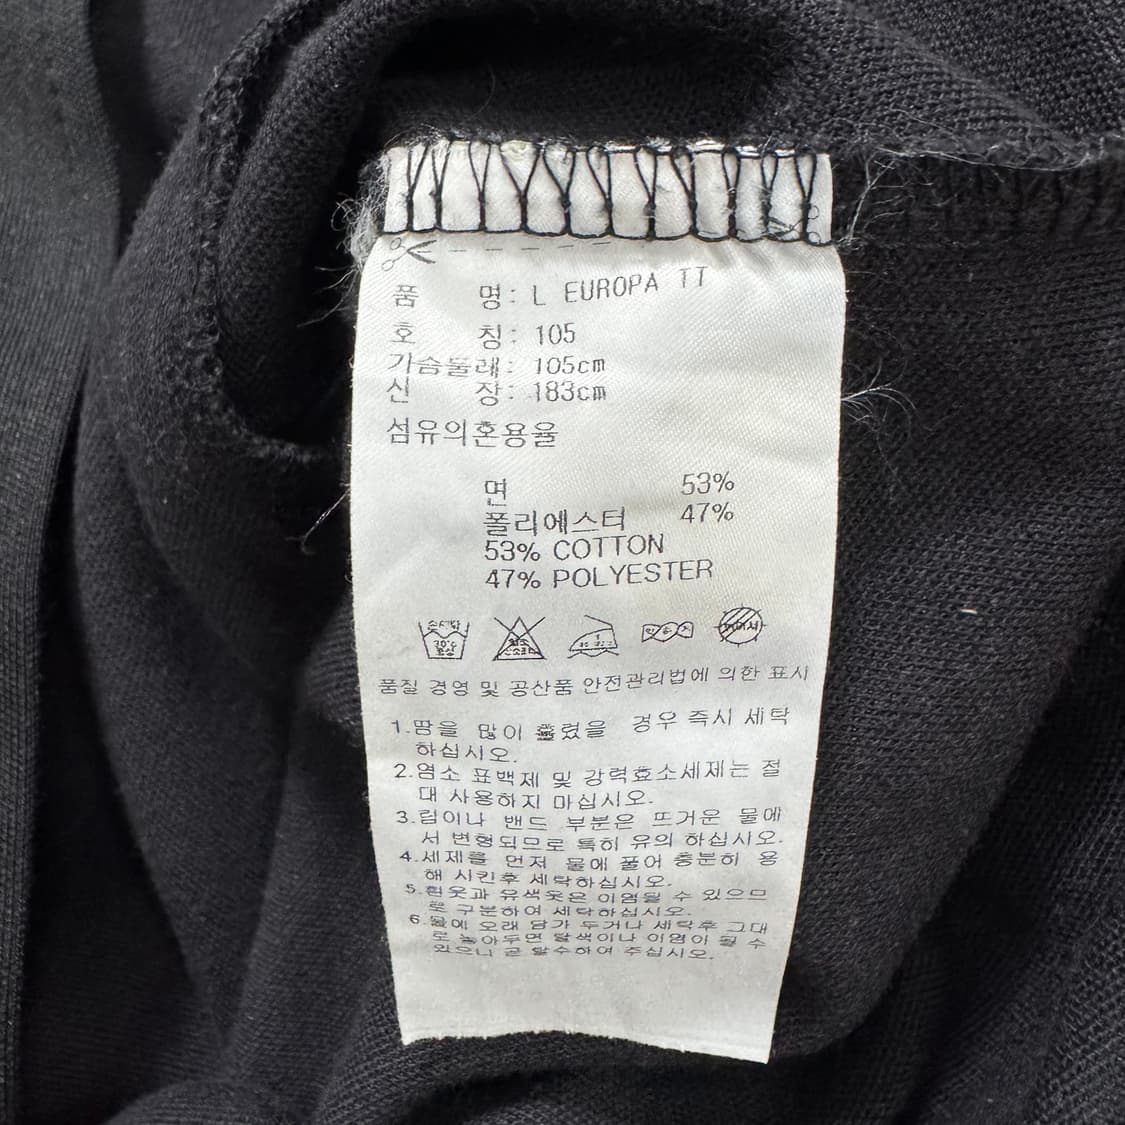 품 명: L EUROPA TT
호 칭: 105
가슴둘레: 105cm
신 장: 183cm
섬유의혼용율
면 53%
폴리에스터 47%
53% COTTON
47% POLYESTER
손세탁 30℃ 중성
염소
품질 경영 및 공산품 안전관리법에 의한 표시
1.땀을 많이 흘렸을 경우 즉시 세탁
하십시오.
2.염소 표백제 및 강력효소세제는 절
대 사용하지 마십시오.
3.립이나 밴드 부분은 뜨거운 물에
서 변형되므로 특히 유의 하십시오.
4.세제를 먼저 물에 풀어 충분히 용
해 시킨후 세탁하십시오.
5.흰옷과 유색옷은 이염될 수 있으므
로 구분하여 세탁하십시오.
6.물에 오래 담가 두거나 세탁후 그대
로 놓아두면 탈색이나 이염이 될 수
있으니 곧 탈수하여 주십시오.